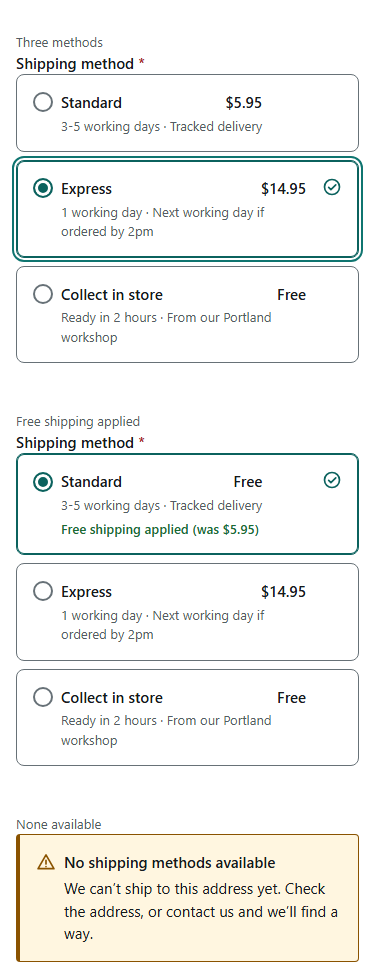 Three methods
Shipping method *
Standard $5.95
3-5 working days · Tracked delivery
Express $14.95
1 working day · Next working day if
ordered by 2pm
Collect in store Free
Ready in 2 hours · From our Portland
workshop
Free shipping applied
Shipping method *
Standard Free
3-5 working days · Tracked delivery
Free shipping applied (was $5.95)
Express $14.95
1 working day · Next working day if
ordered by 2pm
Collect in store Free
Ready in 2 hours · From our Portland
workshop
None available
No shipping methods available
We can’t ship to this address yet. Check
the address, or contact us and we’ll find a
way.